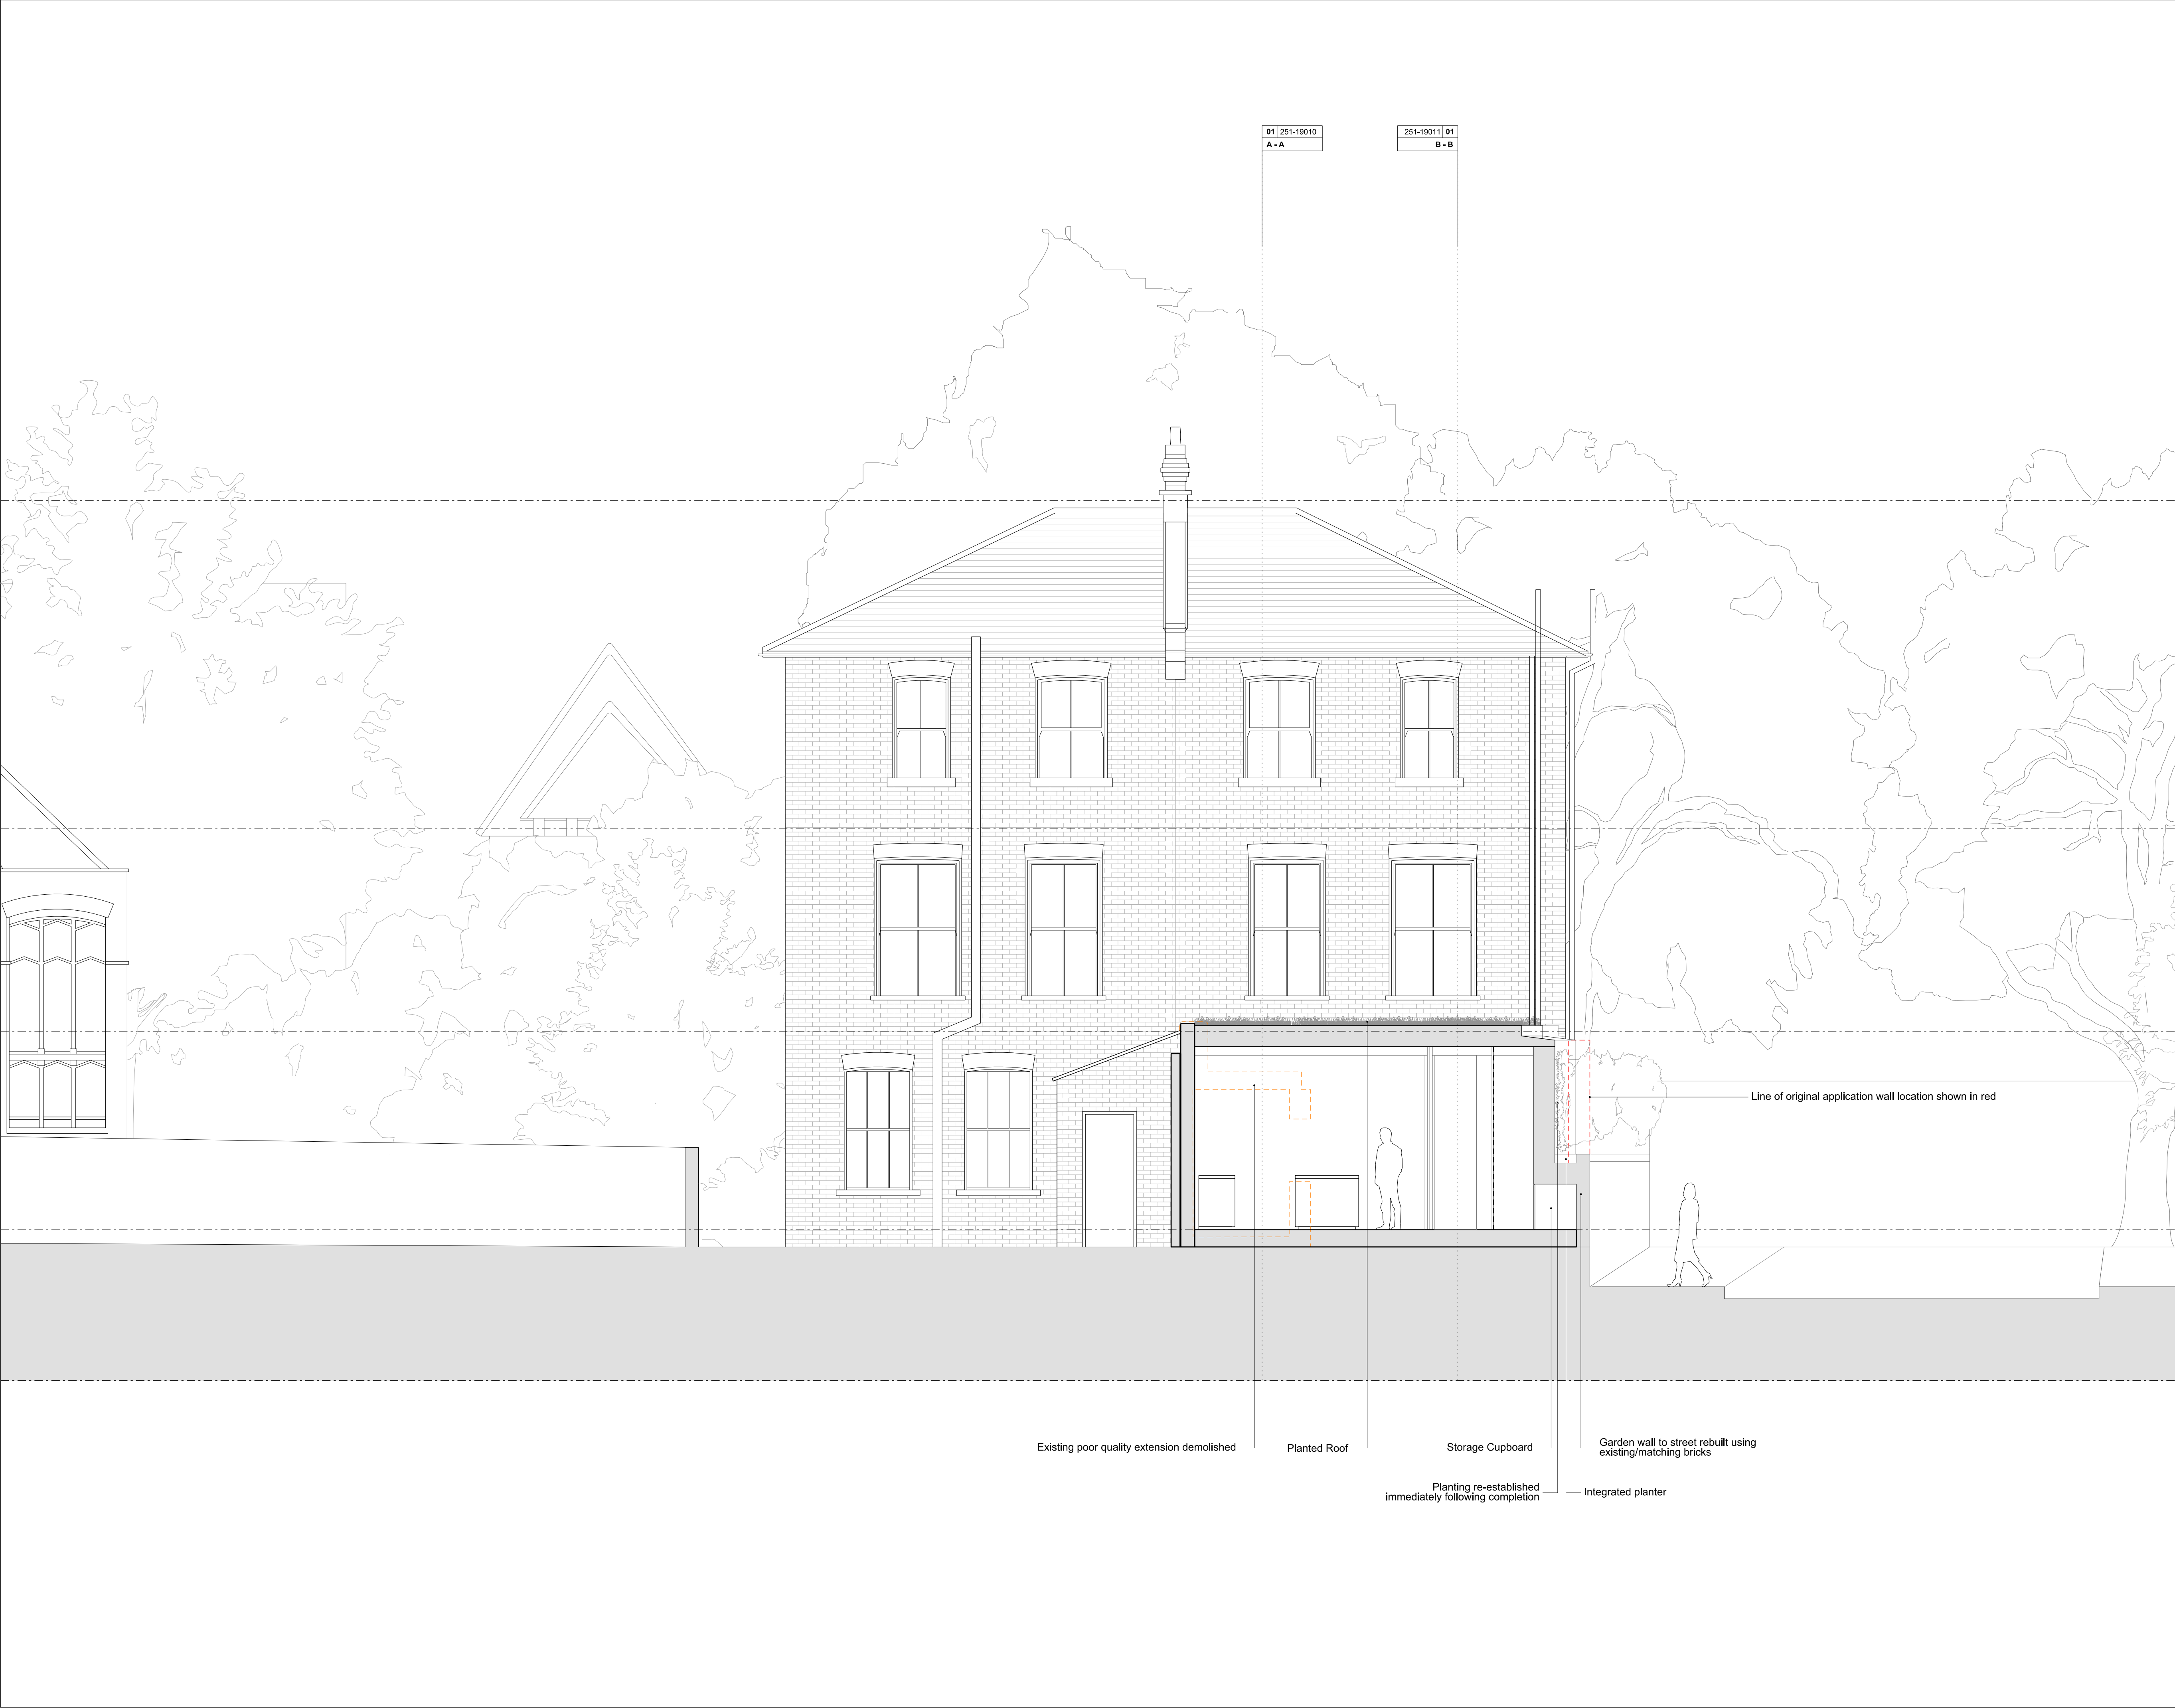 01 251-19010
A - A
251-19011 01
B - B
Line of original application wall location shown in red
Existing poor quality extension demolished
Planted Roof
Storage Cupboard
Garden wall to street rebuilt using
existing/matching bricks
Planting re-established
immediately following completion
Integrated planter